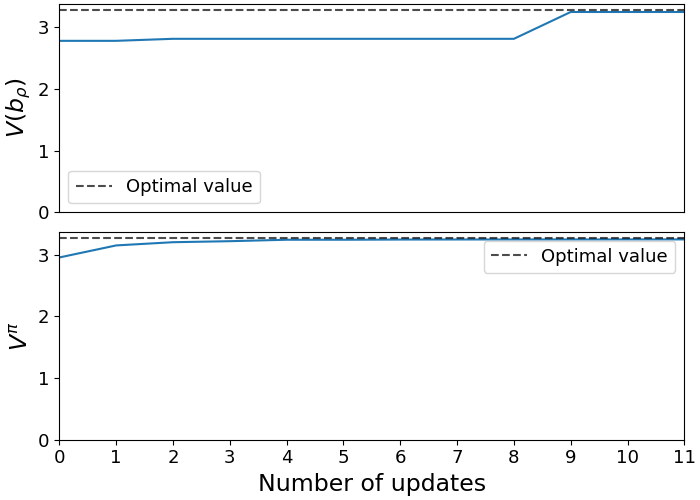 3
2
1
0
V(b_ρ)
Optimal value
3
2
1
0
V^π
Optimal value
0 1 2 3 4 5 6 7 8 9 10 11
Number of updates